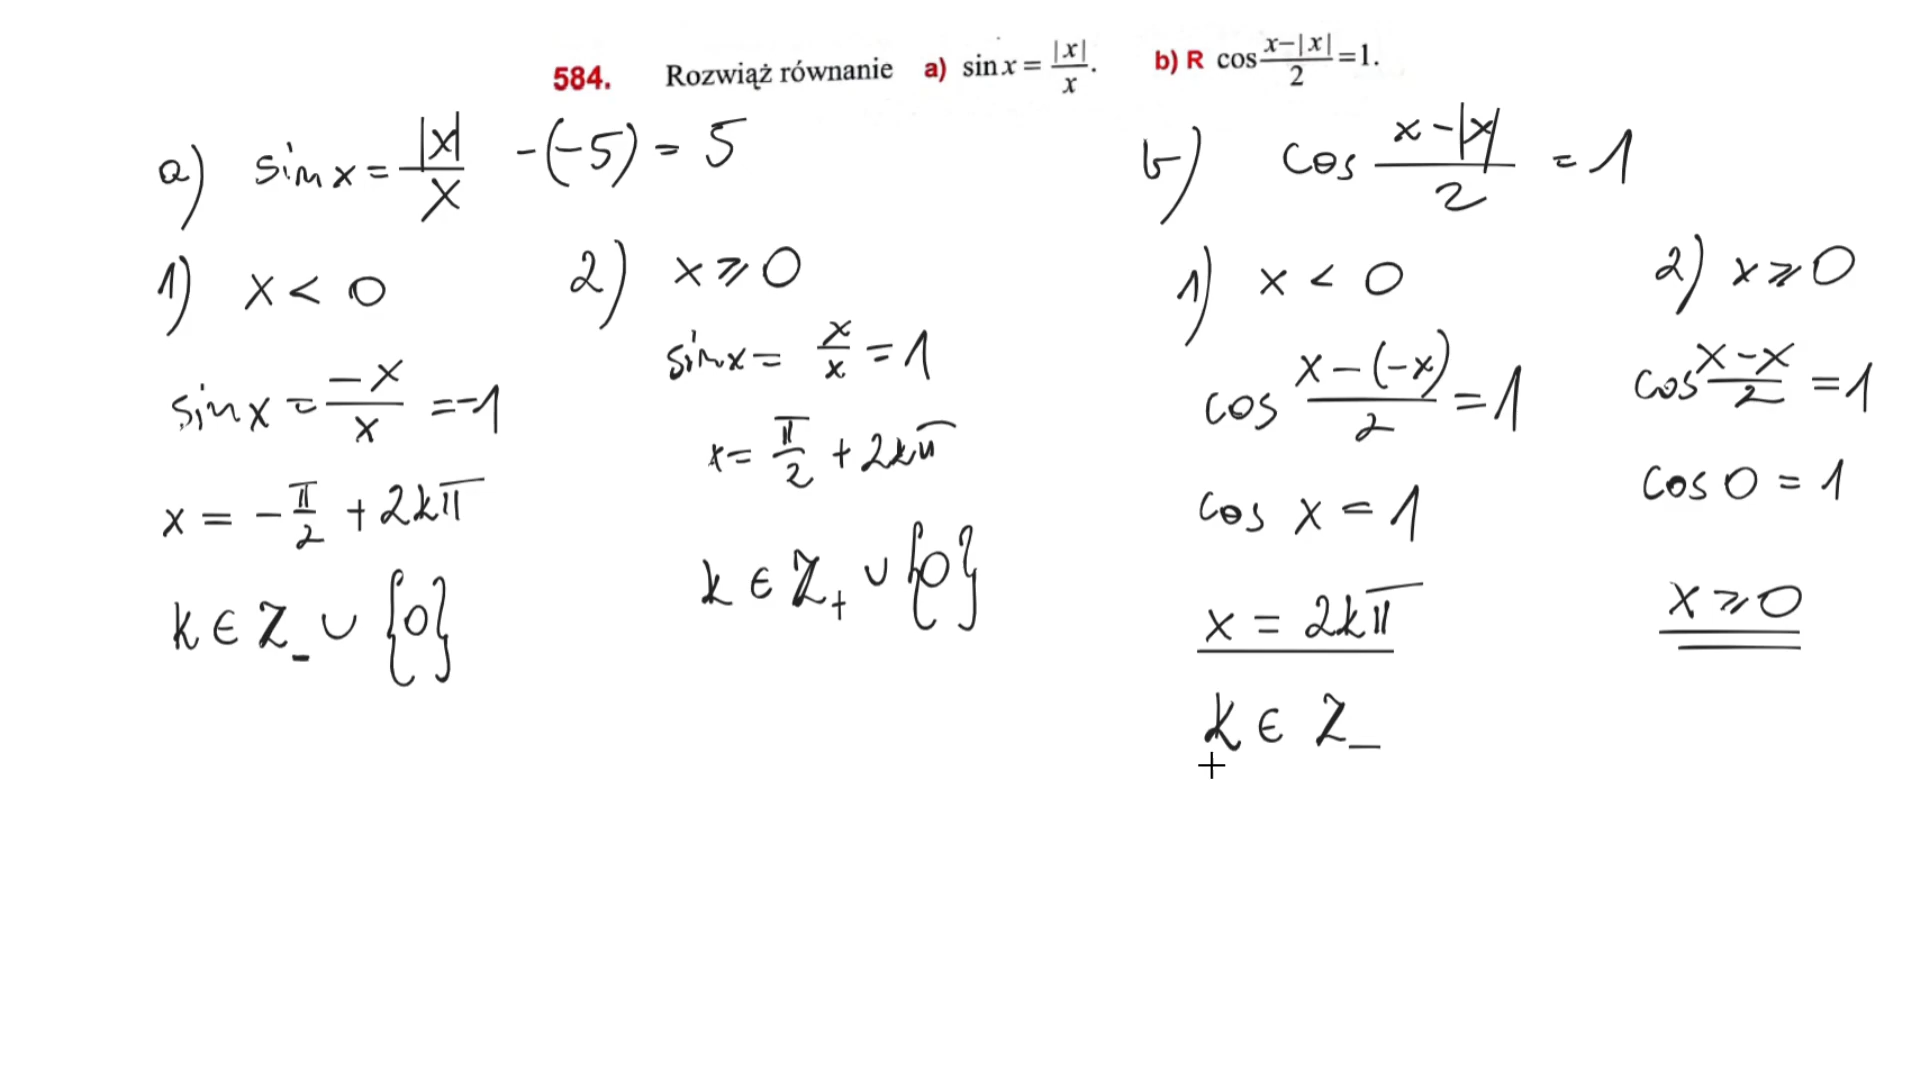 584. Rozwiąż równanie a) sin x = |x|/x. b) R cos (x-|x|)/2 = 1.
a) sin x = |x|/x -(-5) = 5
1) x < 0
sin x = -x/x = -1
x = -π/2 + 2kπ
k ∈ Z_ ∪ {0}
2) x ⩾ 0
sin x = x/x = 1
x = π/2 + 2kπ
k ∈ Z+ ∪ {0}
b) cos (x-|x|)/2 = 1
1) x < 0
cos (x-(-x))/2 = 1
cos x = 1
x = 2kπ
k ∈ Z_
2) x ⩾ 0
cos (x-x)/2 = 1
cos 0 = 1
x ⩾ 0